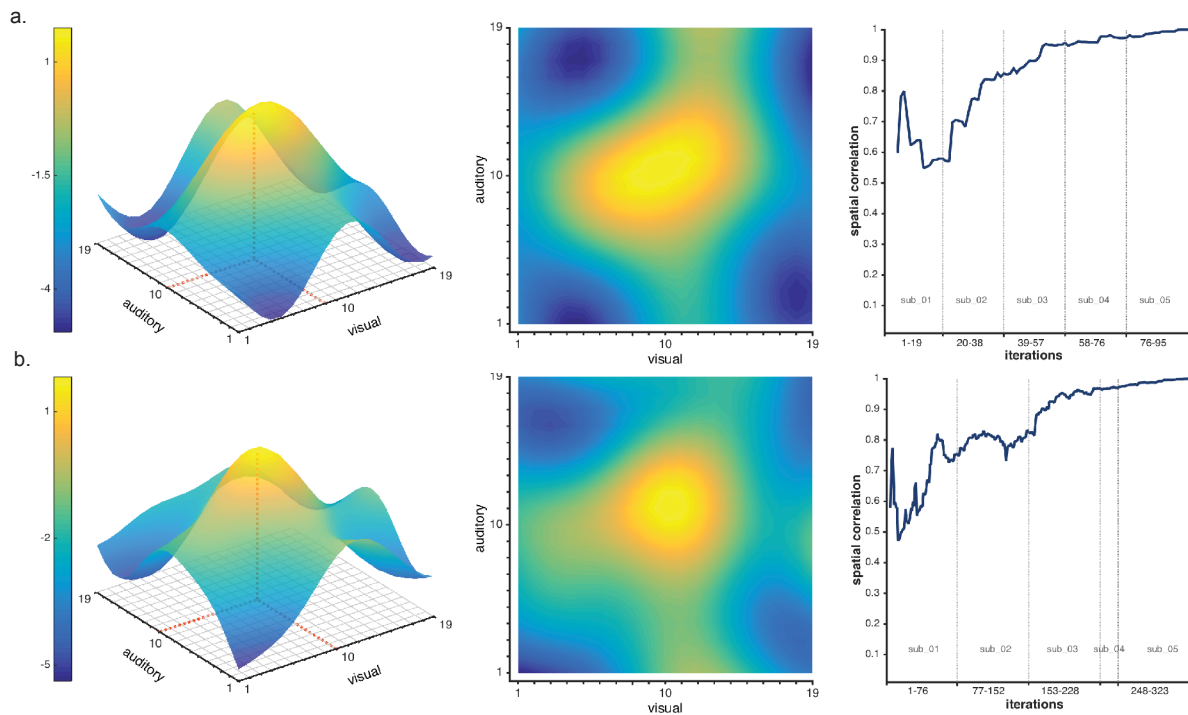 a.
1
-1.5
-4
19
10
1
auditory
1
10
19
visual
19
10
1
auditory
1
10
19
visual
1
0.9
0.8
0.7
0.6
0.5
0.4
0.3
0.2
0.1
spatial correlation
sub_01
sub_02
sub_03
sub_04
sub_05
1-19
20-38
39-57
58-76
76-95
iterations
b.
1
-2
-5
19
10
1
auditory
1
10
19
visual
19
10
1
auditory
1
10
19
visual
1
0.9
0.8
0.7
0.6
0.5
0.4
0.3
0.2
0.1
spatial correlation
sub_01
sub_02
sub_03
sub_04
sub_05
1-76
77-152
153-228
248-323
iterations